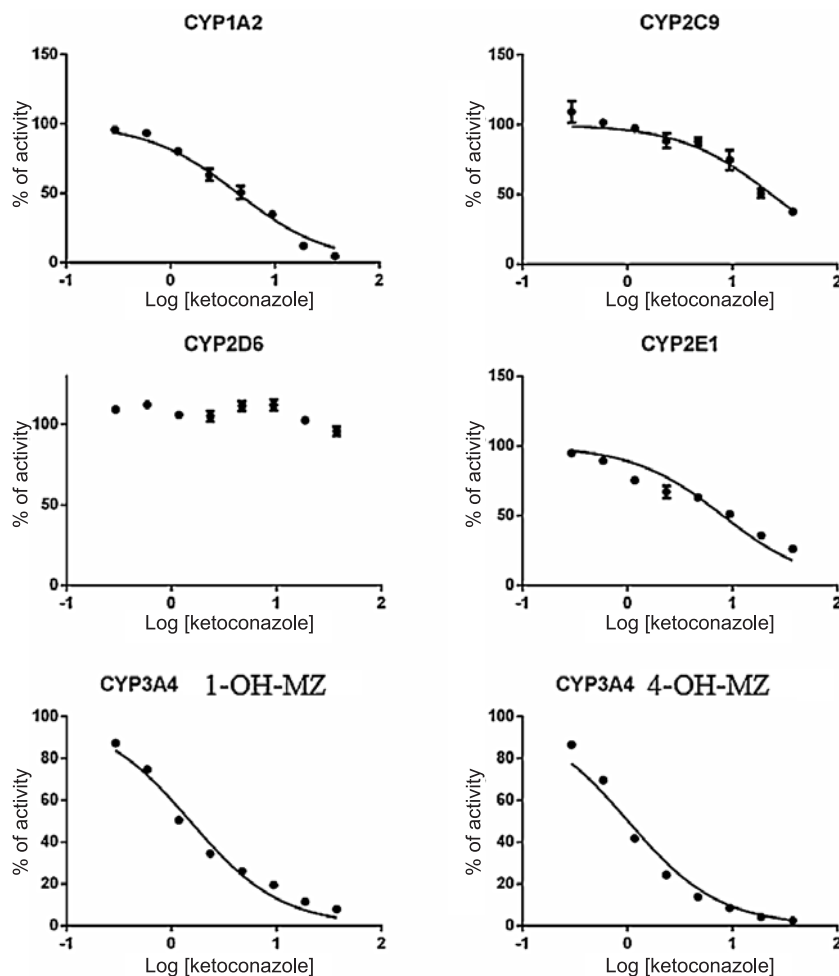 CYP1A2
150
100
50
0
% of activity
-1 0 1 2
Log [ketoconazole]
CYP2C9
150
100
50
0
% of activity
-1 0 1 2
Log [ketoconazole]
CYP2D6
100
50
0
% of activity
-1 0 1 2
Log [ketoconazole]
CYP2E1
150
100
50
0
% of activity
-1 0 1 2
Log [ketoconazole]
CYP3A4 1-OH-MZ
100
80
60
40
20
0
% of activity
-1 0 1 2
Log [ketoconazole]
CYP3A4 4-OH-MZ
100
80
60
40
20
0
% of activity
-1 0 1 2
Log [ketoconazole]